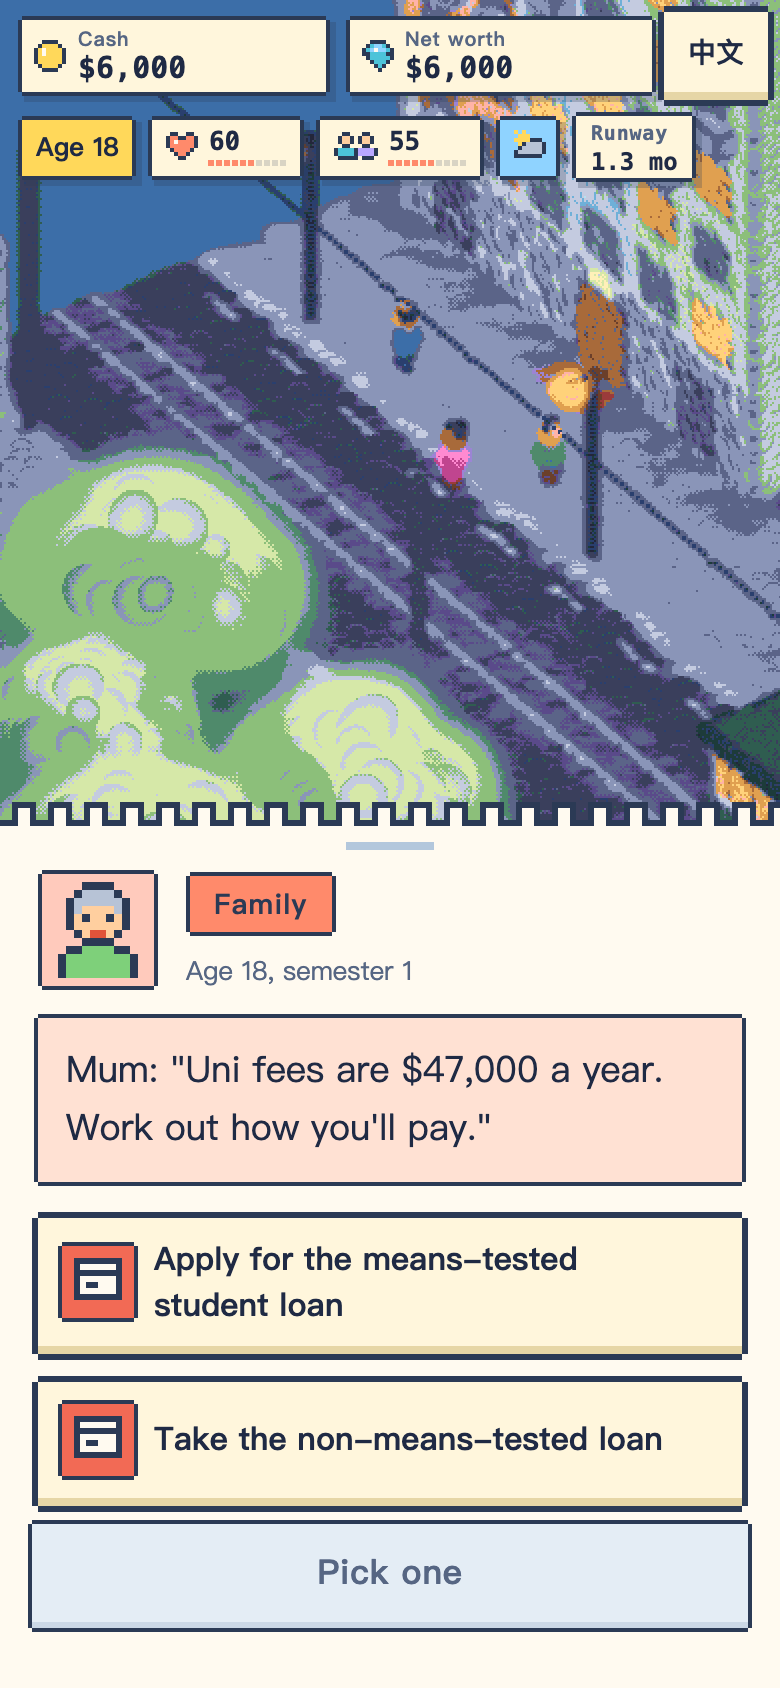 Cash
$6,000
Net worth
$6,000
中文
Age 18
60
55
Runway
1.3 mo
Family
Age 18, semester 1
Mum: "Uni fees are $47,000 a year.
Work out how you'll pay."
Apply for the means-tested
student loan
Take the non-means-tested loan
Pick one